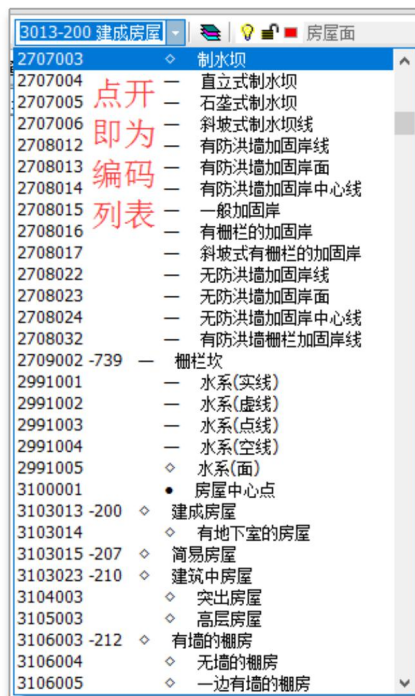 3013-200 建成房屋 房屋面
2707003 ◇ 制水坝
2707004 — 直立式制水坝
2707005 — 石垄式制水坝
2707006 — 斜坡式制水坝线
2708012 — 有防洪墙加固岸线
2708013 — 有防洪墙加固岸面
2708014 — 有防洪墙加固岸中心线
2708015 — 一般加固岸
2708016 — 有栅栏的加固岸
2708017 — 斜坡式有栅栏的加固岸
2708022 — 无防洪墙加固岸线
2708023 — 无防洪墙加固岸面
2708024 — 无防洪墙加固岸中心线
2708032 — 有防洪墙栅栏加固岸线
2709002 -739 — 栅栏坎
2991001 — 水系(实线)
2991002 — 水系(虚线)
2991003 — 水系(点线)
2991004 — 水系(空线)
2991005 ◇ 水系(面)
3100001 ● 房屋中心点
3103013 -200 ◇ 建成房屋
3103014 ◇ 有地下室的房屋
3103015 -207 ◇ 简易房屋
3103023 -210 ◇ 建筑中房屋
3104003 ◇ 突出房屋
3105003 ◇ 高层房屋
3106003 -212 ◇ 有墙的棚房
3106004 ◇ 无墙的棚房
3106005 ◇ 一边有墙的棚房
点开
即为
编码
列表